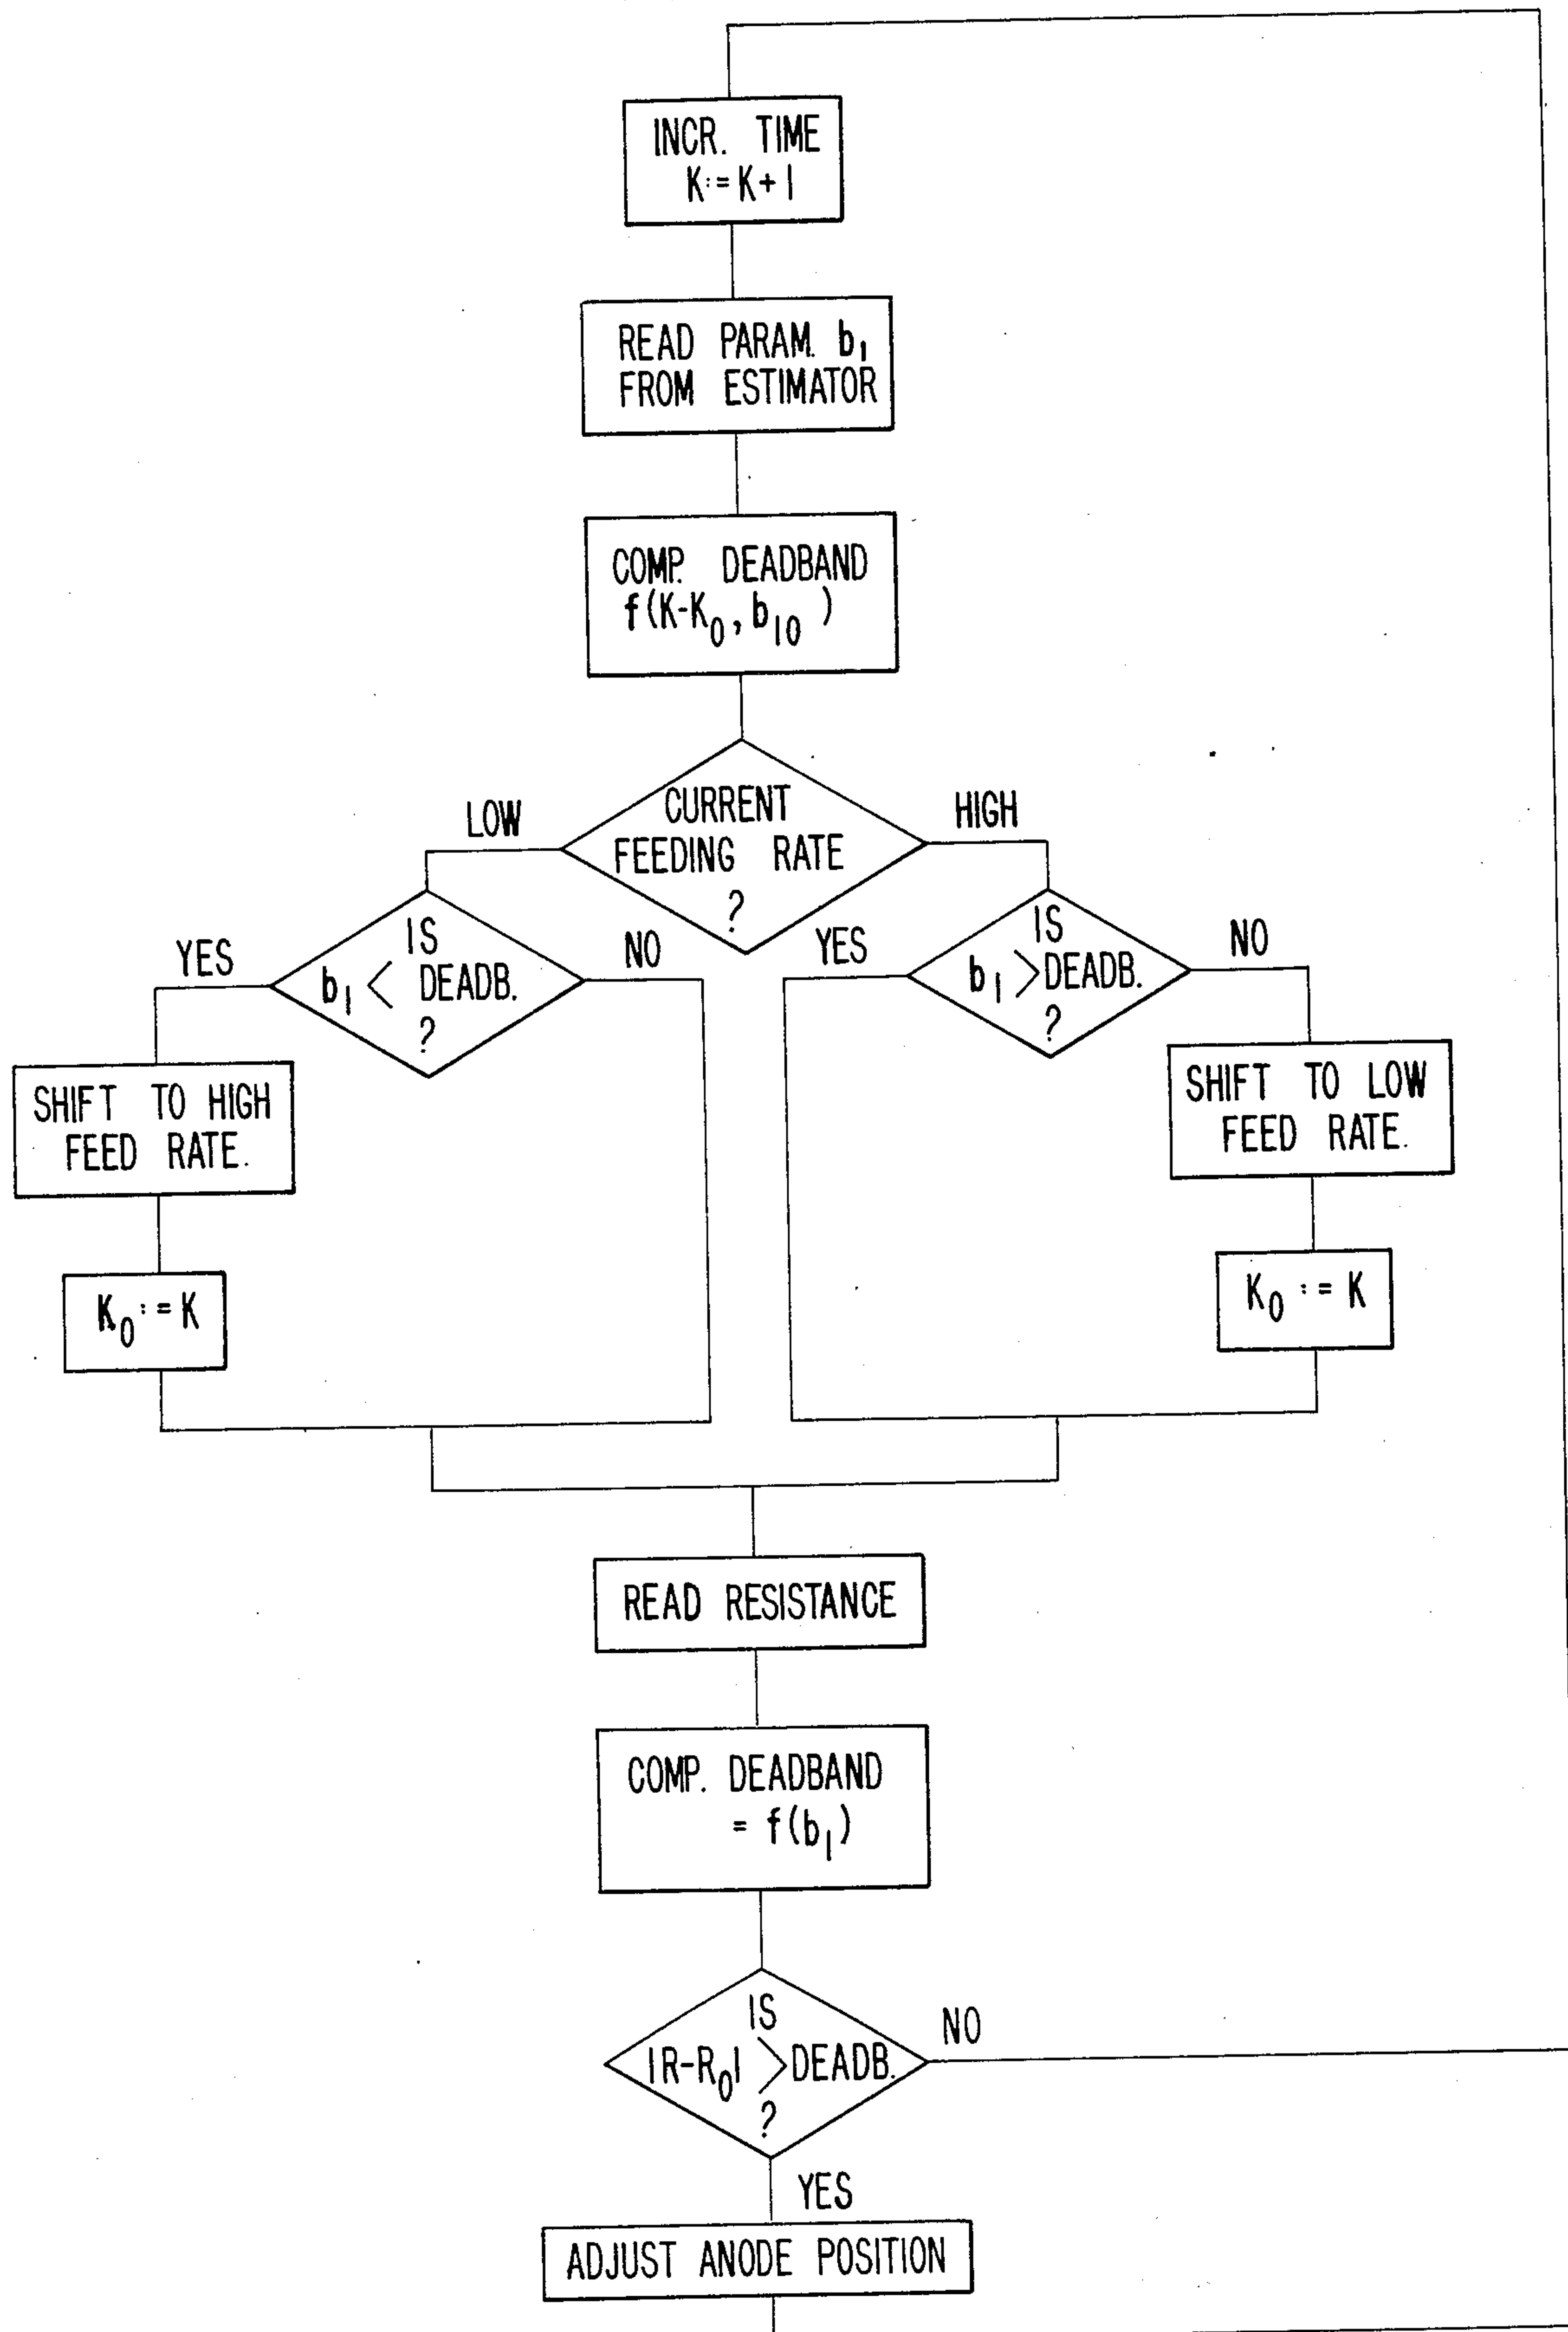 INCR. TIME
K:=K+1
READ PARAM. b₁
FROM ESTIMATOR
COMP. DEADBAND
f(K-K₀, b₁₀)
CURRENT
FEEDING RATE
?
LOW
HIGH
IS
b₁ < DEADB.
?
YES
NO
IS
b₁ > DEADB.
?
YES
NO
SHIFT TO HIGH
FEED RATE.
SHIFT TO LOW
FEED RATE.
K₀ := K
K₀ := K
READ RESISTANCE
COMP. DEADBAND
= f(b₁)
IS
|R-R₀| > DEADB.
?
NO
YES
ADJUST ANODE POSITION